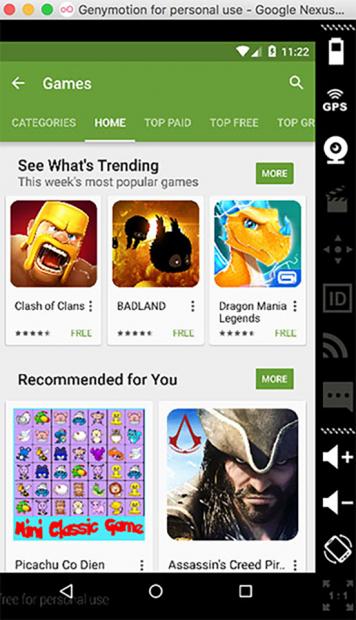 Genymotion for personal use - Google Nexus...
11:22
Games
GPS
CATEGORIES HOME TOP PAID TOP FREE TOP GR
See What's Trending
This week's most popular games
MORE
Clash of Clans BADLAND Dragon Mania
Legends
FREE FREE FREE
ID
Recommended for You
MORE
Mini Classic Game
Picachu Co Dien Assassin's Creed Pir..
free for personal use
1:1